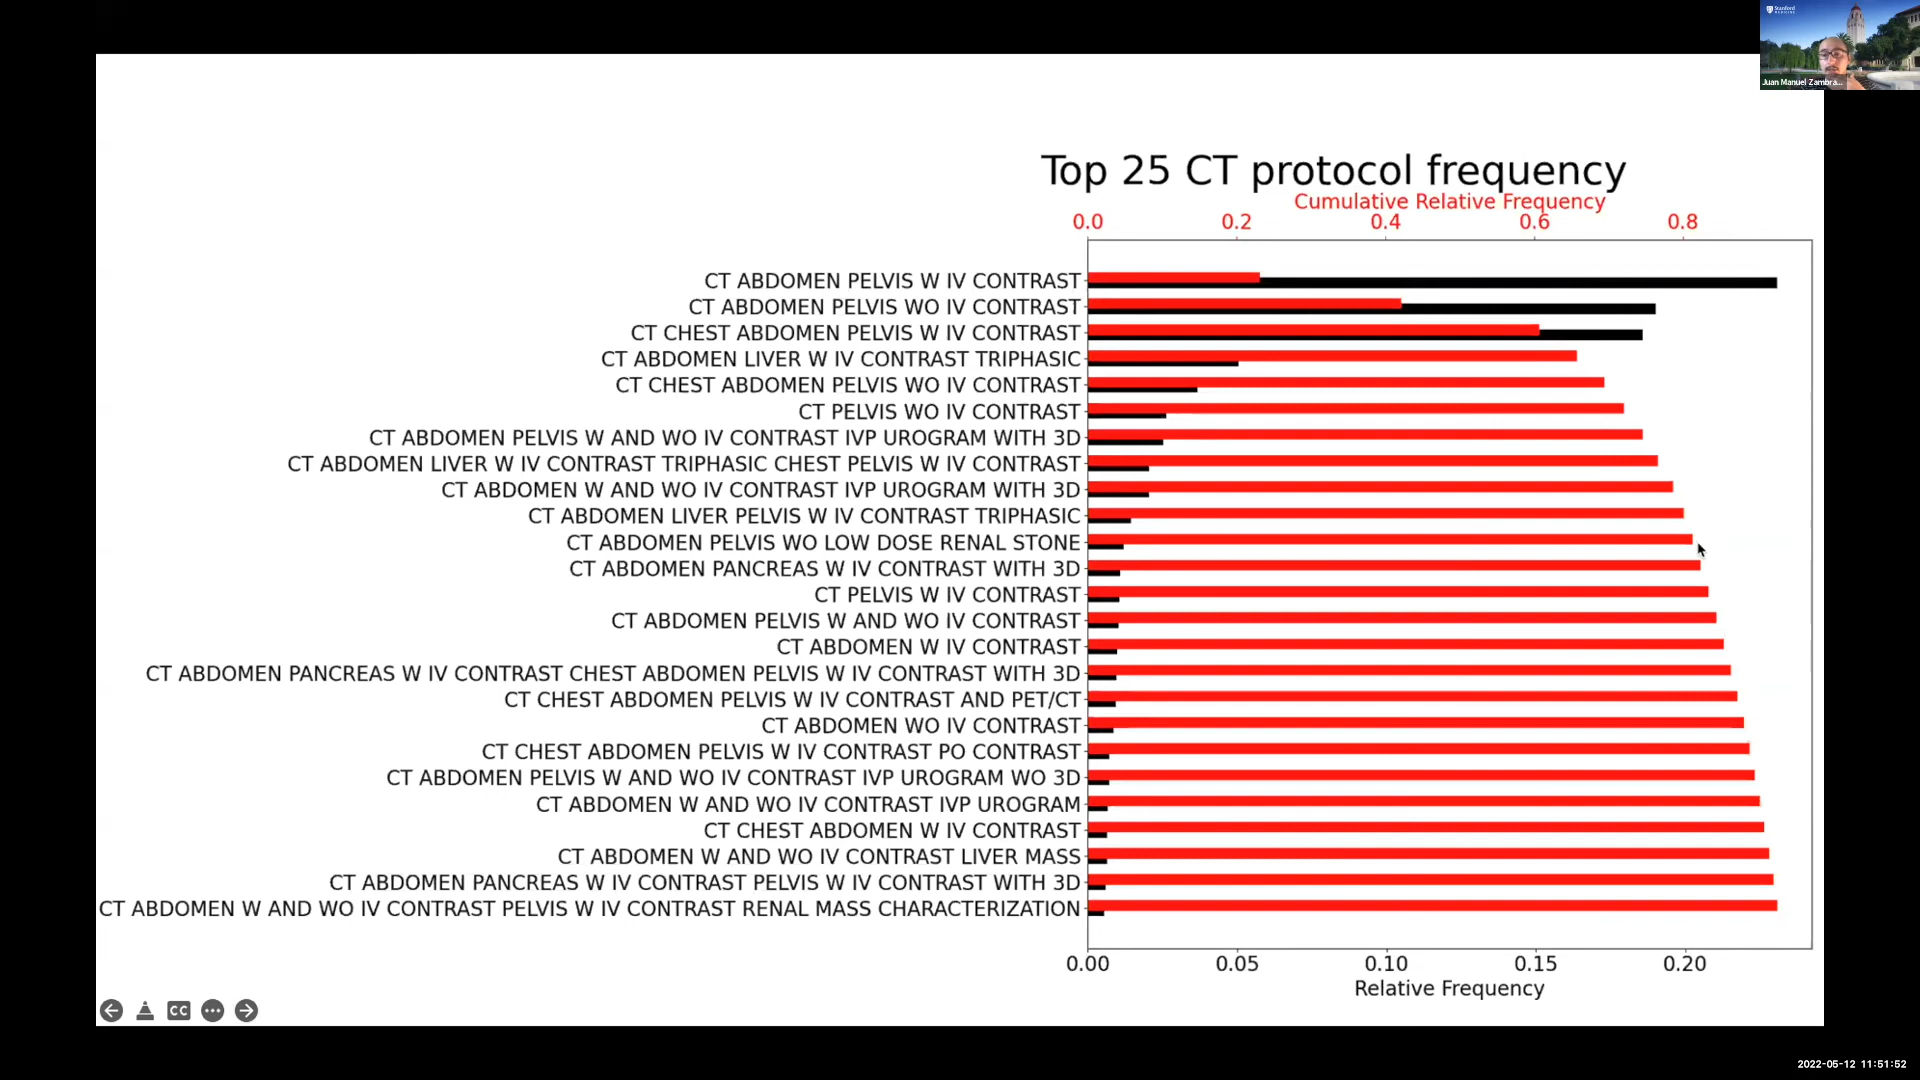 Stanford
MEDICINE
Juan Manuel Zambra...
Top 25 CT protocol frequency
Cumulative Relative Frequency
0.0 0.2 0.4 0.6 0.8
CT ABDOMEN PELVIS W IV CONTRAST
CT ABDOMEN PELVIS WO IV CONTRAST
CT CHEST ABDOMEN PELVIS W IV CONTRAST
CT ABDOMEN LIVER W IV CONTRAST TRIPHASIC
CT CHEST ABDOMEN PELVIS WO IV CONTRAST
CT PELVIS WO IV CONTRAST
CT ABDOMEN PELVIS W AND WO IV CONTRAST IVP UROGRAM WITH 3D
CT ABDOMEN LIVER W IV CONTRAST TRIPHASIC CHEST PELVIS W IV CONTRAST
CT ABDOMEN W AND WO IV CONTRAST IVP UROGRAM WITH 3D
CT ABDOMEN LIVER PELVIS W IV CONTRAST TRIPHASIC
CT ABDOMEN PELVIS WO LOW DOSE RENAL STONE
CT ABDOMEN PANCREAS W IV CONTRAST WITH 3D
CT PELVIS W IV CONTRAST
CT ABDOMEN PELVIS W AND WO IV CONTRAST
CT ABDOMEN W IV CONTRAST
CT ABDOMEN PANCREAS W IV CONTRAST CHEST ABDOMEN PELVIS W IV CONTRAST WITH 3D
CT CHEST ABDOMEN PELVIS W IV CONTRAST AND PET/CT
CT ABDOMEN WO IV CONTRAST
CT CHEST ABDOMEN PELVIS W IV CONTRAST PO CONTRAST
CT ABDOMEN PELVIS W AND WO IV CONTRAST IVP UROGRAM WO 3D
CT ABDOMEN W AND WO IV CONTRAST IVP UROGRAM
CT CHEST ABDOMEN W IV CONTRAST
CT ABDOMEN W AND WO IV CONTRAST LIVER MASS
CT ABDOMEN PANCREAS W IV CONTRAST PELVIS W IV CONTRAST WITH 3D
CT ABDOMEN W AND WO IV CONTRAST PELVIS W IV CONTRAST RENAL MASS CHARACTERIZATION
0.00 0.05 0.10 0.15 0.20
Relative Frequency
CC
2022-05-12 11:51:52